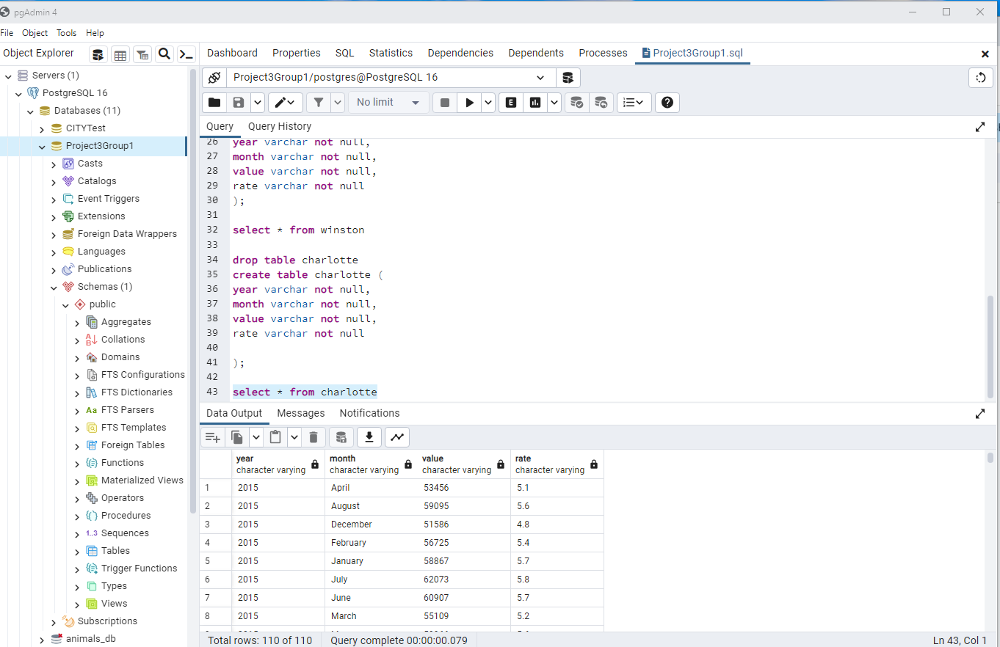 pgAdmin 4
File Object Tools Help
Object Explorer
Dashboard Properties SQL Statistics Dependencies Dependents Processes Project3Group1.sql
Servers (1)
PostgreSQL 16
Databases (11)
CITYTest
Project3Group1
Casts
Catalogs
Event Triggers
Extensions
Foreign Data Wrappers
Languages
Publications
Schemas (1)
public
Aggregates
Collations
Domains
FTS Configurations
FTS Dictionaries
Aa FTS Parsers
FTS Templates
Foreign Tables
Functions
Materialized Views
Operators
Procedures
1..3 Sequences
Tables
Trigger Functions
Types
Views
Subscriptions
animals_db
Project3Group1/postgres@PostgreSQL 16
No limit
E
Query Query History
26 year varchar not null,
27 month varchar not null,
28 value varchar not null,
29 rate varchar not null
30 );
31
32 select * from winston
33
34 drop table charlotte
35 create table charlotte (
36 year varchar not null,
37 month varchar not null,
38 value varchar not null,
39 rate varchar not null
40
41 );
42
43 select * from charlotte
Data Output Messages Notifications
year month value rate
character varying character varying character varying character varying
1 2015 April 53456 5.1
2 2015 August 59095 5.6
3 2015 December 51586 4.8
4 2015 February 56725 5.4
5 2015 January 58867 5.7
6 2015 July 62073 5.8
7 2015 June 60907 5.7
8 2015 March 55109 5.2
Total rows: 110 of 110 Query complete 00:00:00.079 Ln 43, Col 1